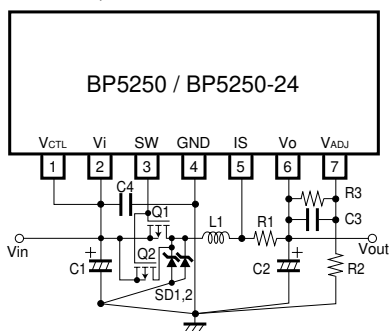 BP5250 / BP5250-24
VCTL Vi SW GND IS Vo VADJ
1 2 3 4 5 6 7
C4
Q1
R3
L1
R1
C3
Vin
Vout
+
Q2
+
C1
C2
R2
SD1,2